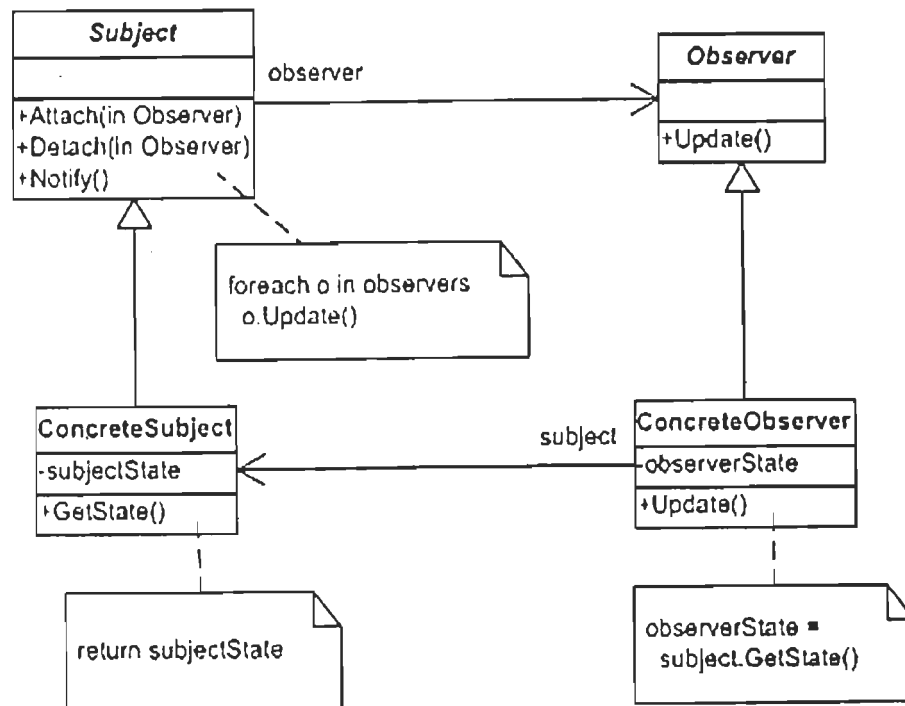 Subject
+Attach(in Observer)
+Detach(in Observer)
+Notify()
observer
Observer
+Update()
foreach o in observers
o.Update()
ConcreteSubject
-subjectState
+GetState()
subject
ConcreteObserver
-observerState
+Update()
return subjectState
observerState =
subject.GetState()